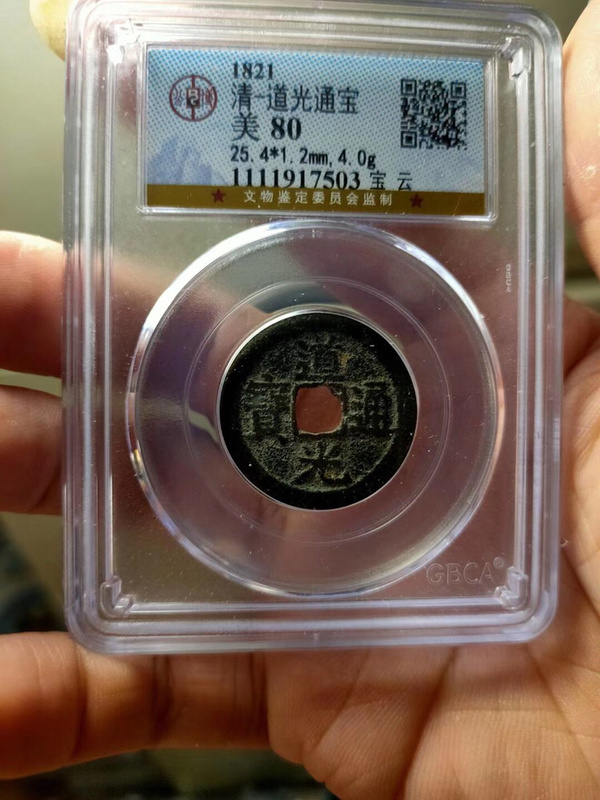 1821
清-道光通宝
美 80
25.4*1.2mm,4.0g
1111917503 宝 云
★ 文物鉴定委员会监制 ★
道
寶 通
光
GBCA®